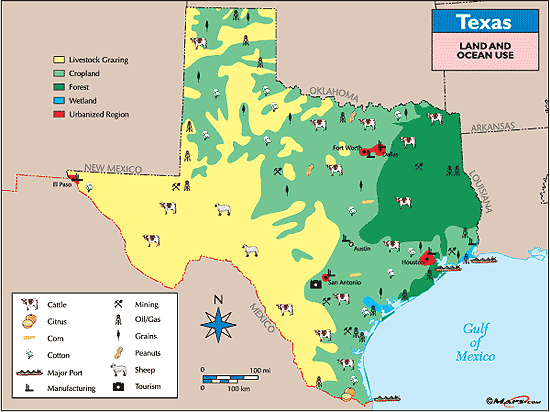 Texas
LAND AND
OCEAN USE
Livestock Grazing
Cropland
Forest
Wetland
Urbanized Region
OKLAHOMA
ARKANSAS
NEW MEXICO
LOUISIANA
MEXICO
Fort Worth
Dallas
El Paso
Austin
Houston
San Antonio
Gulf
of
Mexico
Cattle
Citrus
Corn
Cotton
Major Port
Manufacturing
Mining
Oil/Gas
Grains
Peanuts
Sheep
Tourism
N
0 100 mi
0 100 km
©Maps.com